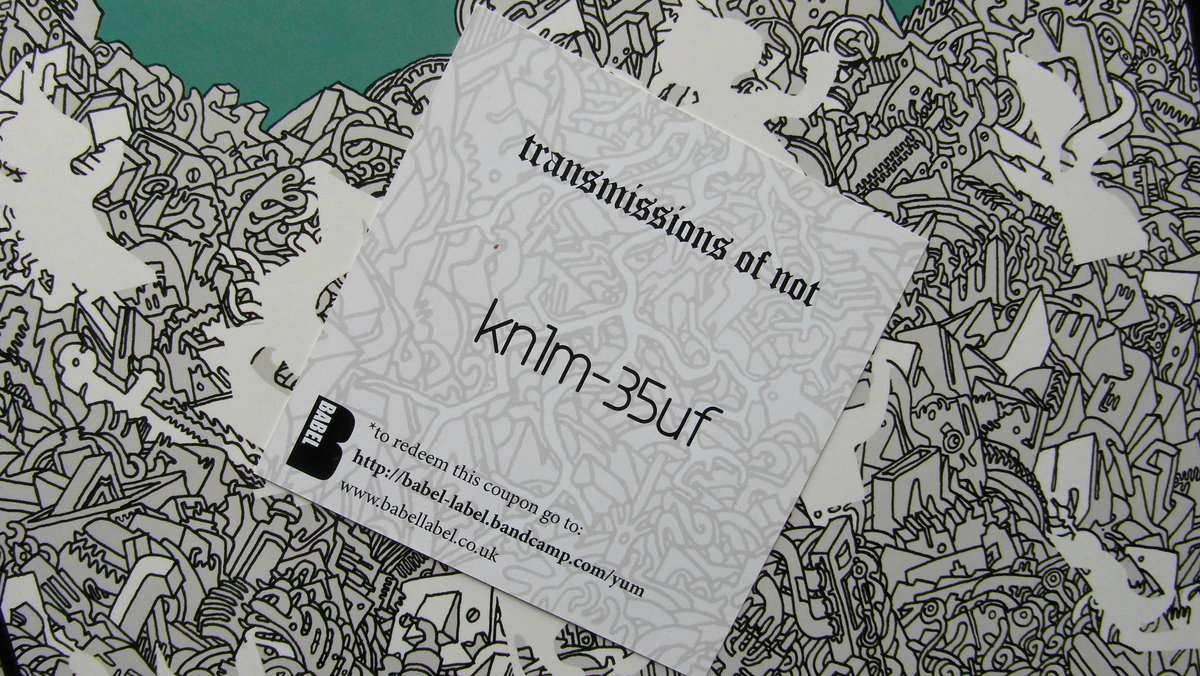 transmissions of not
kn1m-35uf
BABEL
*to redeem this coupon go to:
http://babel-label.bandcamp.com/yum
www.babellabel.co.uk